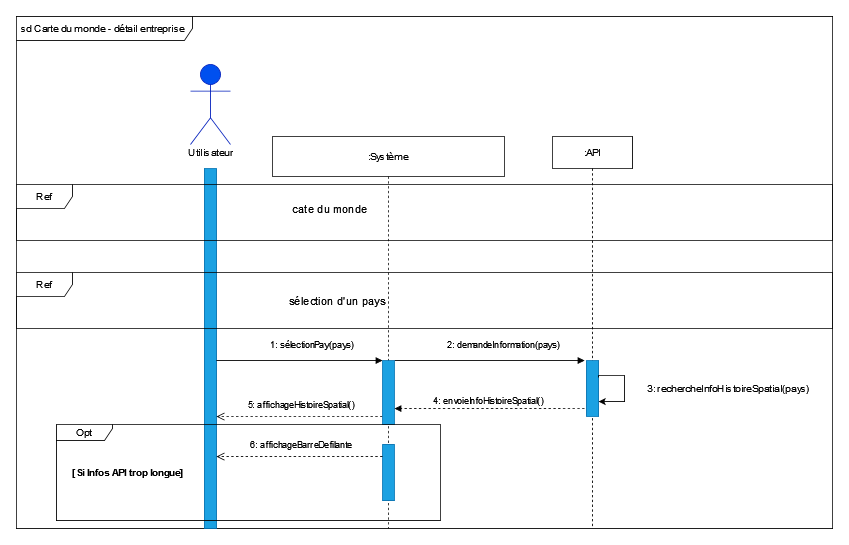 sd Carte du monde - détail entreprise
Utilisateur
:Système
:API
Ref
cate du monde
Ref
sélection d'un pays
1: sélectionPay(pays)
2: demandeInformation(pays)
3: rechercheInfoHistoireSpatial(pays)
4: envoieInfoHistoireSpatial()
5: affichageHistoireSpatial()
Opt
6: affichageBarreDefilante
[ Si Infos API trop longue]